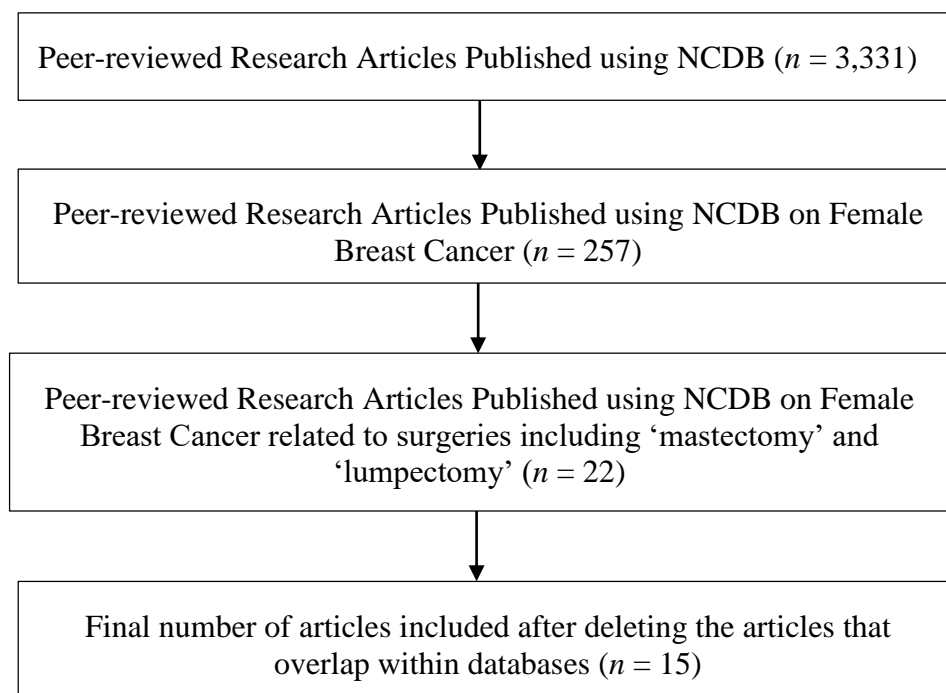 Peer-reviewed Research Articles Published using NCDB (n = 3,331)
Peer-reviewed Research Articles Published using NCDB on Female
Breast Cancer (n = 257)
Peer-reviewed Research Articles Published using NCDB on Female
Breast Cancer related to surgeries including ‘mastectomy’ and
‘lumpectomy’ (n = 22)
Final number of articles included after deleting the articles that
overlap within databases (n = 15)